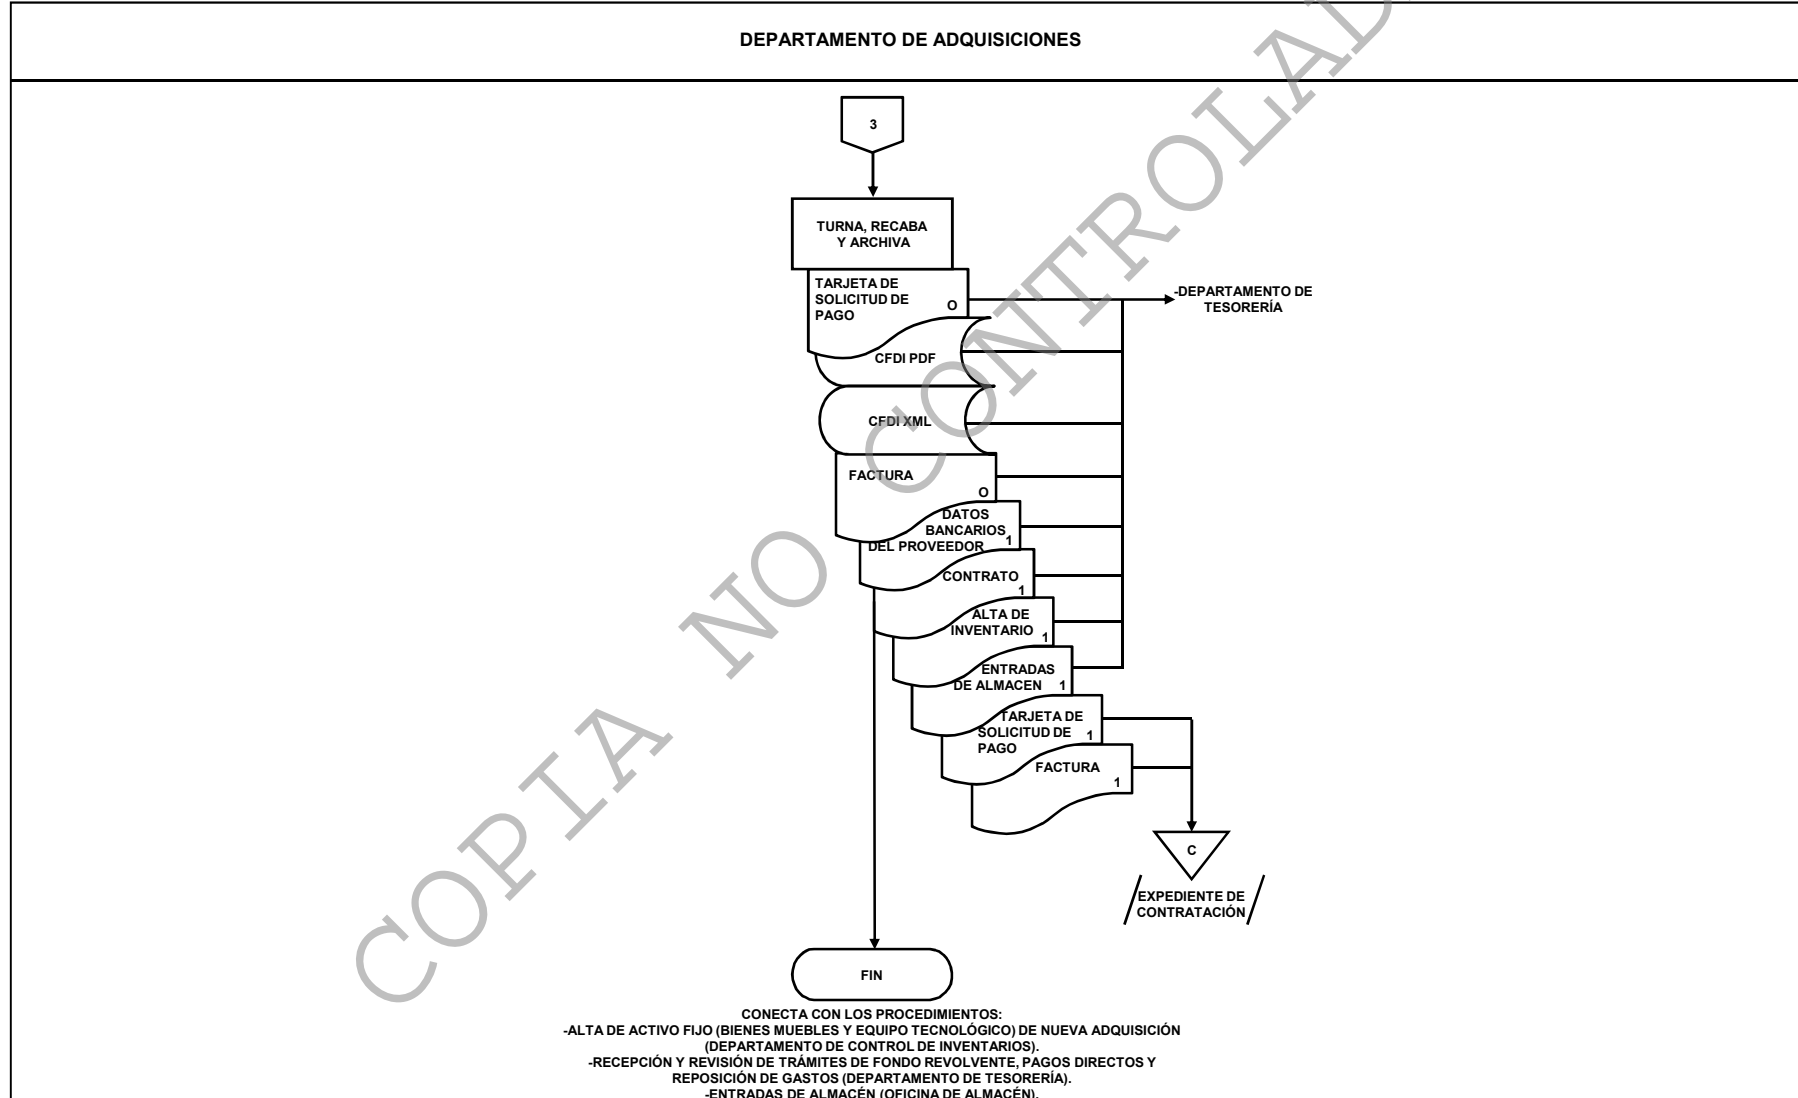 DEPARTAMENTO DE ADQUISICIONES
3
TURNA, RECABA
Y ARCHIVA
TARJETA DE
SOLICITUD DE
PAGO
O
-DEPARTAMENTO DE
TESORERÍA
CFDI PDF
CFDI XML
FACTURA
O
DATOS
BANCARIOS
DEL PROVEEDOR
1
CONTRATO
1
ALTA DE
INVENTARIO
1
ENTRADAS
DE ALMACEN
1
TARJETA DE
SOLICITUD DE
PAGO
1
FACTURA
1
C
EXPEDIENTE DE
CONTRATACIÓN
FIN
CONECTA CON LOS PROCEDIMIENTOS:
-ALTA DE ACTIVO FIJO (BIENES MUEBLES Y EQUIPO TECNOLÓGICO) DE NUEVA ADQUISICIÓN
(DEPARTAMENTO DE CONTROL DE INVENTARIOS).
-RECEPCIÓN Y REVISIÓN DE TRÁMITES DE FONDO REVOLVENTE, PAGOS DIRECTOS Y
REPOSICIÓN DE GASTOS (DEPARTAMENTO DE TESORERÍA).
-ENTRADAS DE ALMACÉN (OFICINA DE ALMACÉN).
COPIA NO CONTROLAD